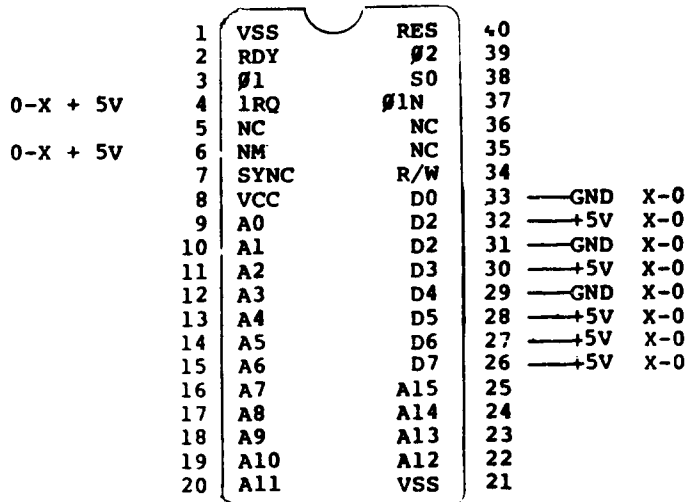 1 VSS RES 40
2 RDY Ø2 39
3 Ø1 S0 38
0-X + 5V 4 1RQ Ø1N 37
5 NC NC 36
0-X + 5V 6 NM NC 35
7 SYNC R/W 34
8 VCC D0 33 GND X-0
9 A0 D2 32 +5V X-0
10 A1 D2 31 GND X-0
11 A2 D3 30 +5V X-0
12 A3 D4 29 GND X-0
13 A4 D5 28 +5V X-0
14 A5 D6 27 +5V X-0
15 A6 D7 26 +5V X-0
16 A7 A15 25
17 A8 A14 24
18 A9 A13 23
19 A10 A12 22
20 A11 VSS 21